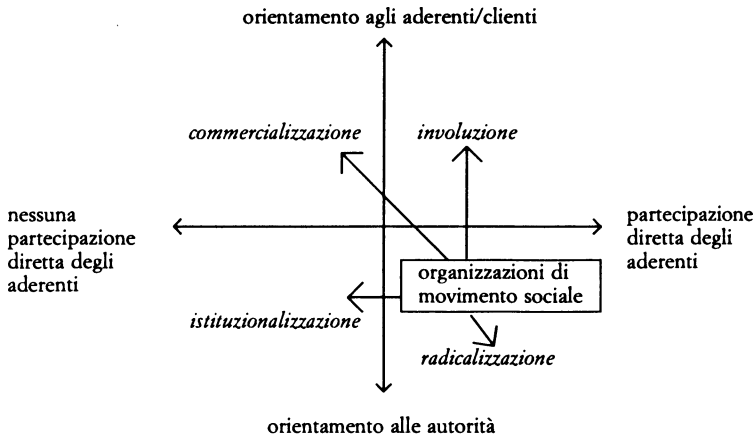 orientamento agli aderenti/clienti
commercializzazione
involuzione
nessuna
partecipazione
diretta degli
aderenti
partecipazione
diretta degli
aderenti
organizzazioni di
movimento sociale
istituzionalizzazione
radicalizzazione
orientamento alle autorità